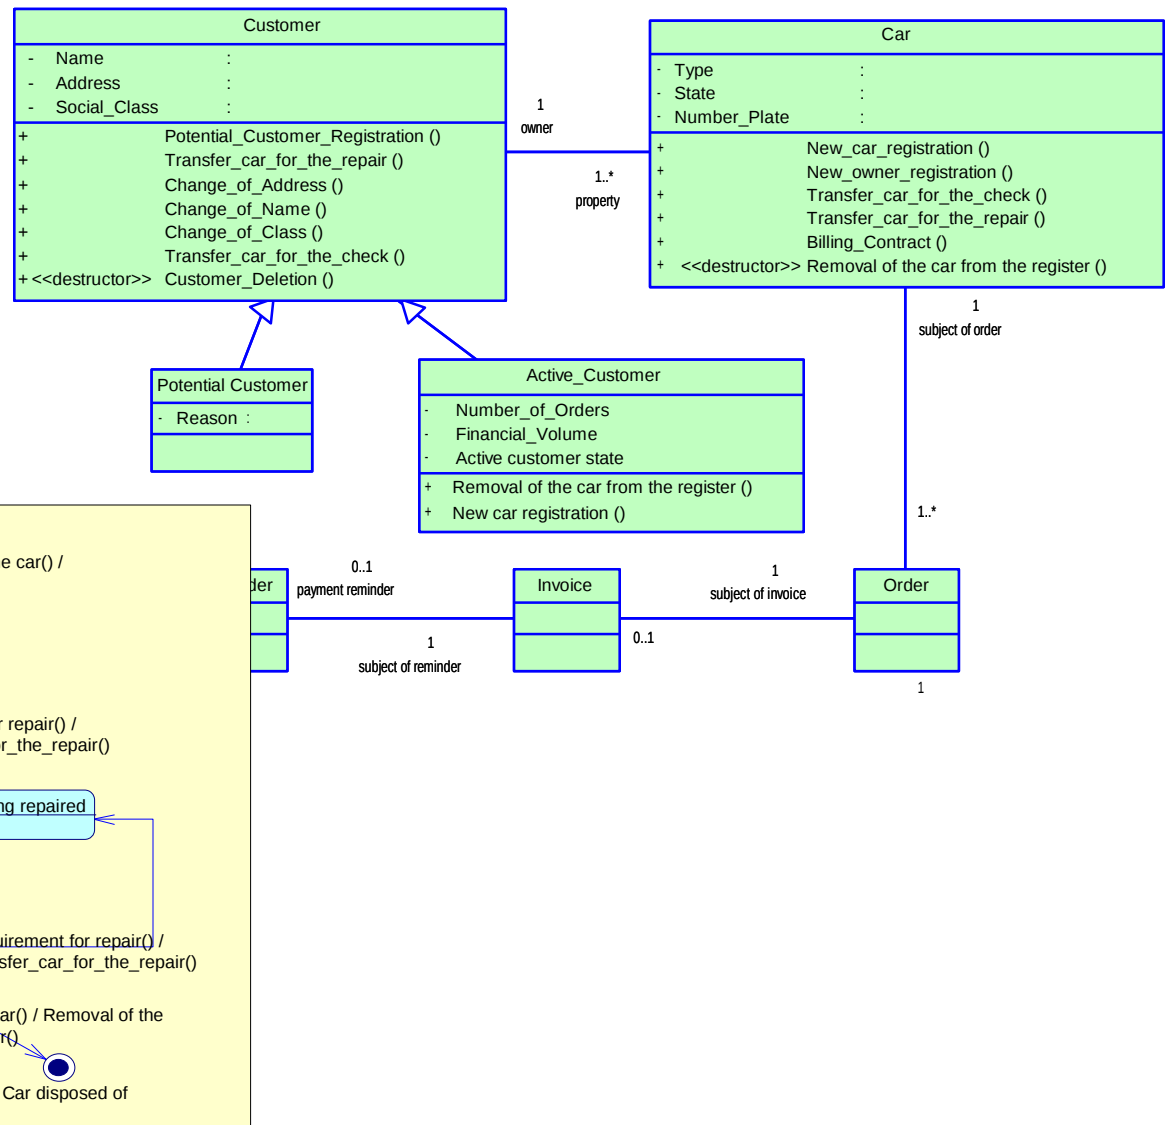 Customer
- Name :
- Address :
- Social_Class :
+ Potential_Customer_Registration ()
+ Transfer_car_for_the_repair ()
+ Change_of_Address ()
+ Change_of_Name ()
+ Change_of_Class ()
+ Transfer_car_for_the_check ()
+ <<destructor>> Customer_Deletion ()
1
owner
1..*
property
Car
- Type :
- State :
- Number_Plate :
+ New_car_registration ()
+ New_owner_registration ()
+ Transfer_car_for_the_check ()
+ Transfer_car_for_the_repair ()
+ Billing_Contract ()
+ <<destructor>> Removal of the car from the register ()
1
subject of order
1..*
Potential Customer
- Reason :
Active_Customer
- Number_of_Orders
- Financial_Volume
- Active customer state
+ Removal of the car from the register ()
+ New car registration ()
der
0..1
payment reminder
1
subject of reminder
Invoice
1
subject of invoice
0..1
Order
1
e car() /
r repair() /
or_the_repair()
ng repaired
uirement for repair() /
sfer_car_for_the_repair()
ar() / Removal of the
r()
Car disposed of